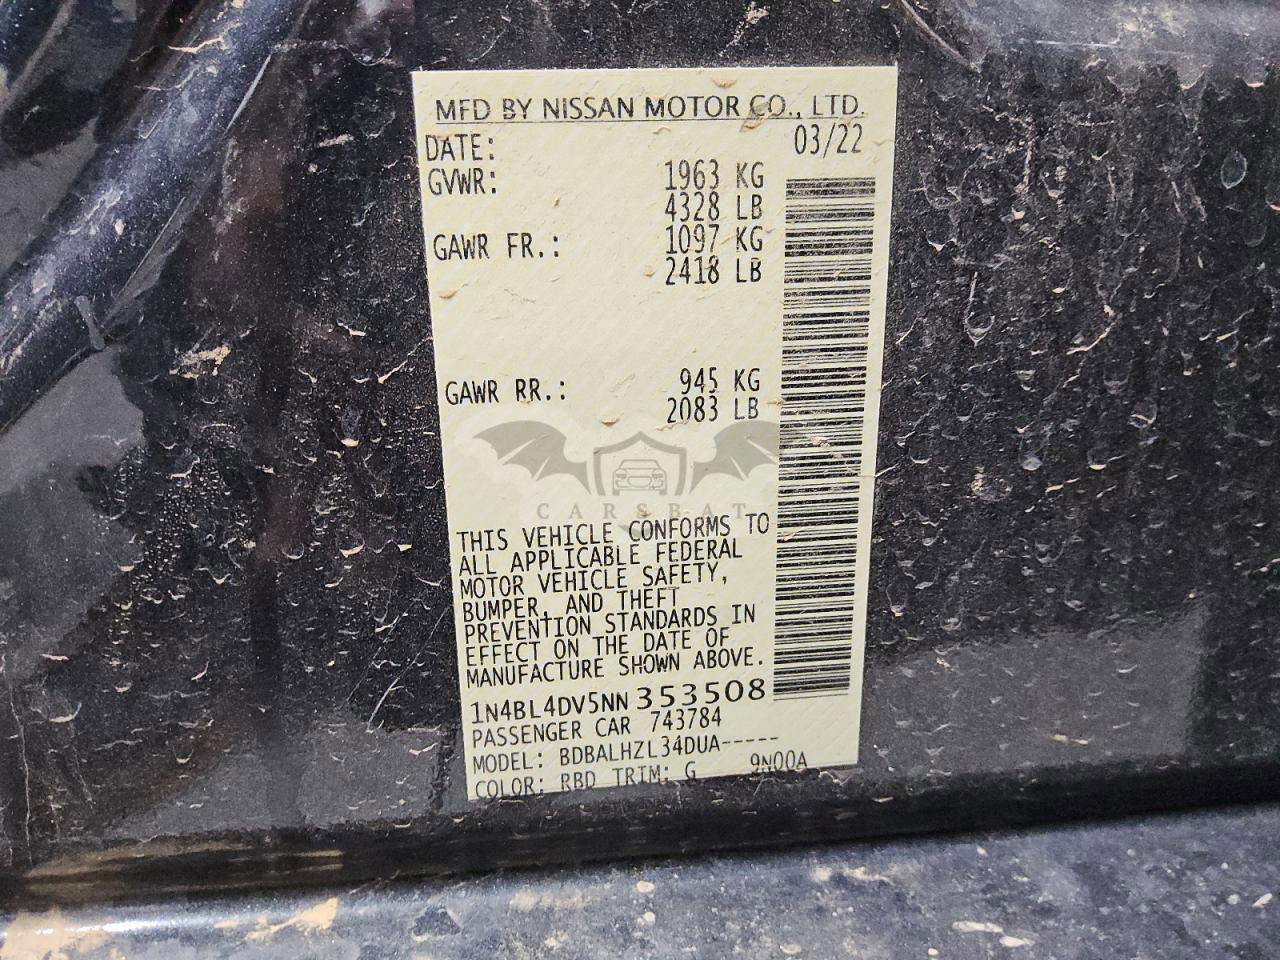 MFD BY NISSAN MOTOR CO., LTD.
DATE: 03/22
GVWR: 1963 KG
4328 LB
GAWR FR.: 1097 KG
2418 LB
GAWR RR.: 945 KG
2083 LB
CARSBAT
THIS VEHICLE CONFORMS TO
ALL APPLICABLE FEDERAL
MOTOR VEHICLE SAFETY,
BUMPER, AND THEFT
PREVENTION STANDARDS IN
EFFECT ON THE DATE OF
MANUFACTURE SHOWN ABOVE.
1N4BL4DV5NN353508
PASSENGER CAR 743784
MODEL: BDBALHZL34DUA-----
COLOR: RBD TRIM: G 9N00A